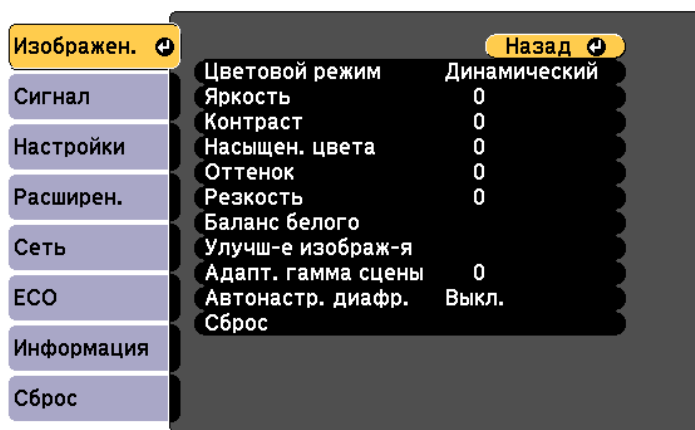 Изображен.
Сигнал
Настройки
Расширен.
Сеть
ECO
Информация
Сброс
Назад
Цветовой режим Динамический
Яркость 0
Контраст 0
Насыщен. цвета 0
Оттенок 0
Резкость 0
Баланс белого
Улучш-е изображ-я
Адапт. гамма сцены 0
Автонастр. диафр. Выкл.
Сброс